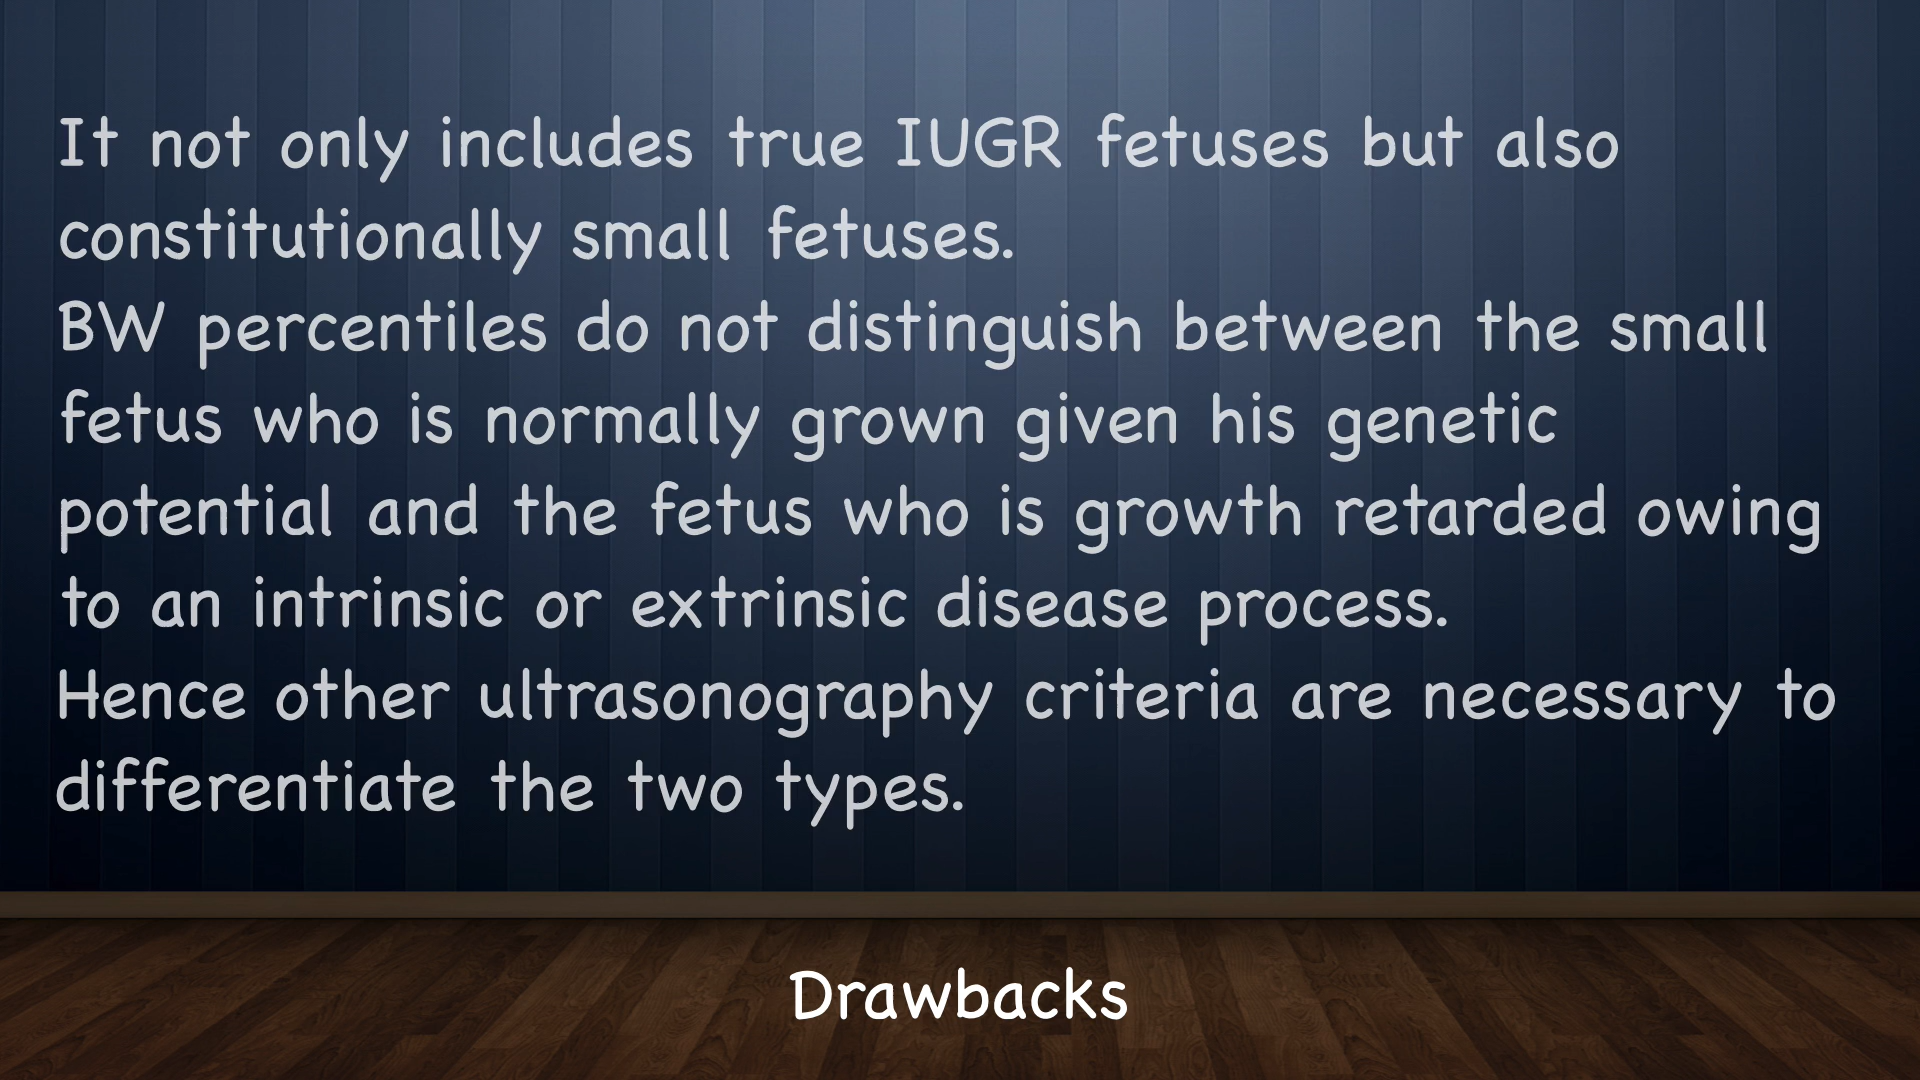 It not only includes true IUGR fetuses but also
constitutionally small fetuses.
BW percentiles do not distinguish between the small
fetus who is normally grown given his genetic
potential and the fetus who is growth retarded owing
to an intrinsic or extrinsic disease process.
Hence other ultrasonography criteria are necessary to
differentiate the two types.
Drawbacks